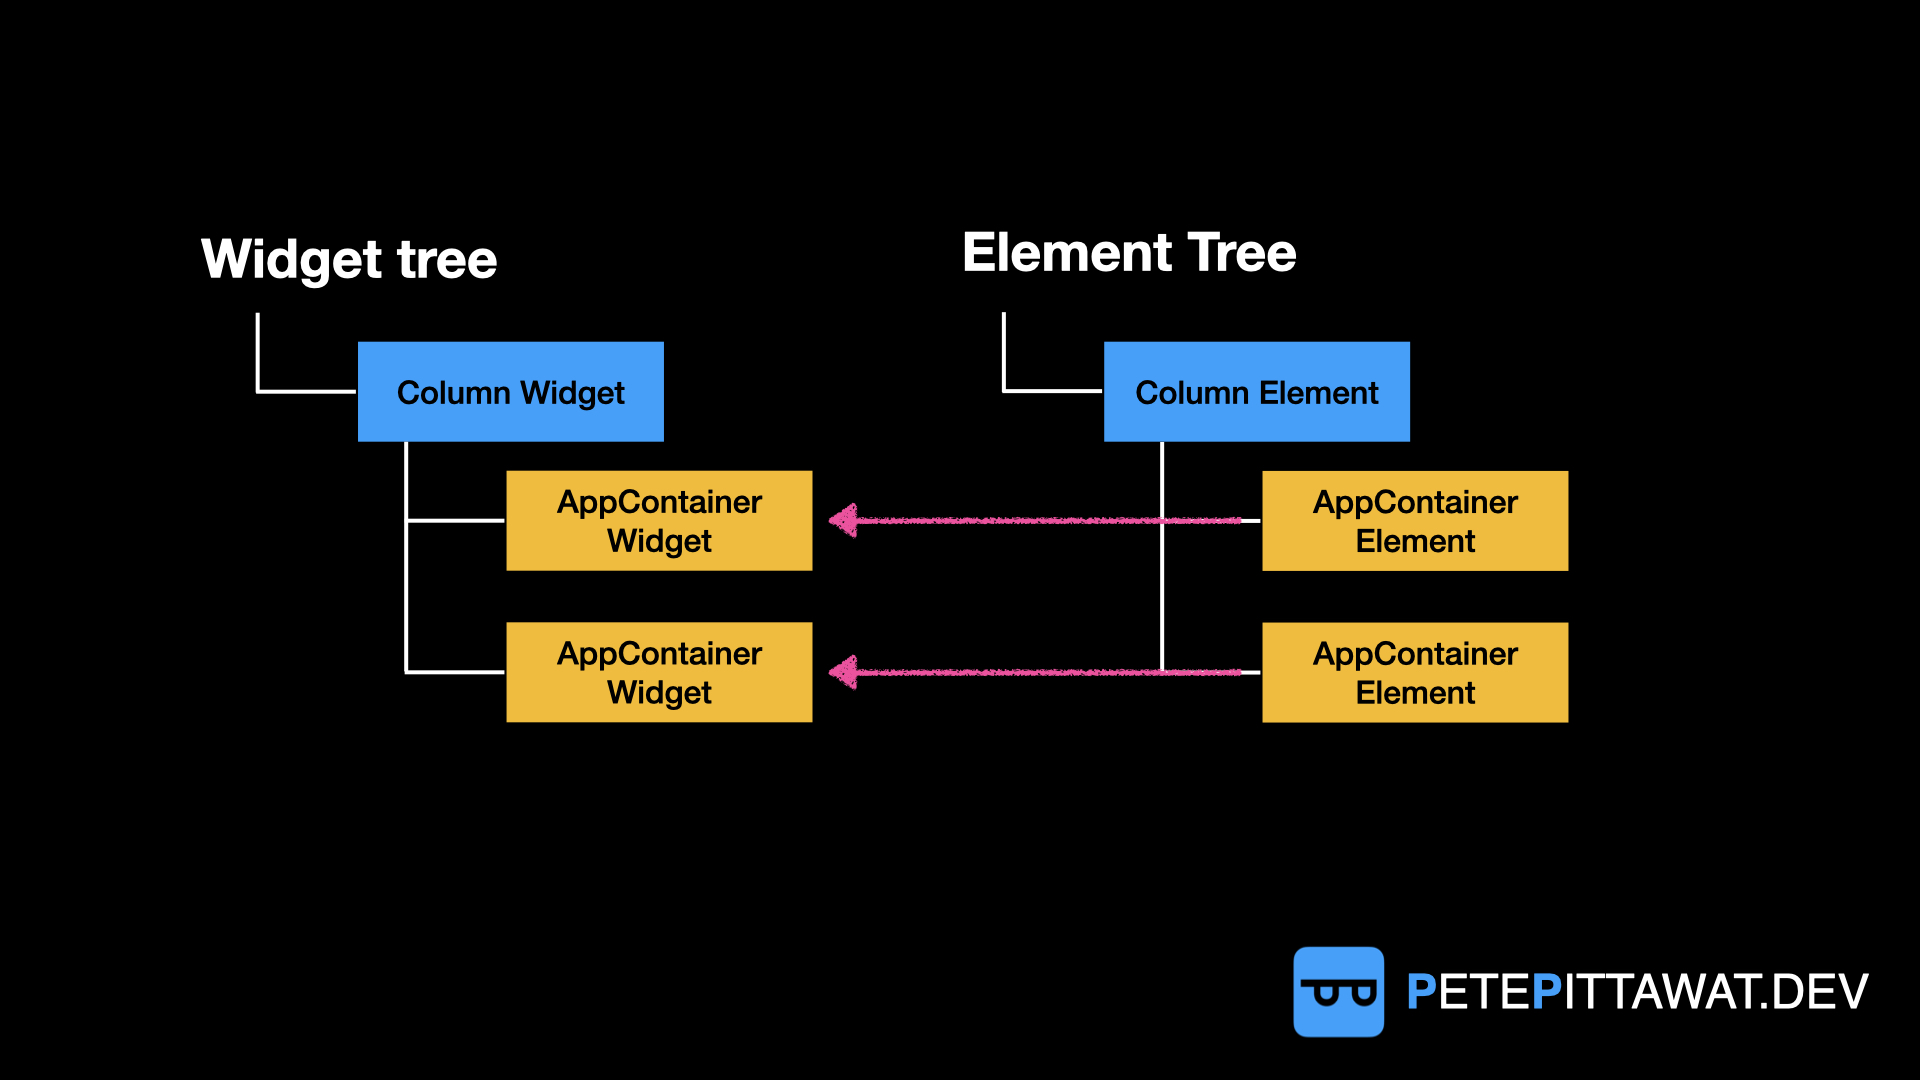 Widget tree
Element Tree
Column Widget
Column Element
AppContainer
Widget
AppContainer
Element
AppContainer
Widget
AppContainer
Element
PETEPITTAWAT.DEV